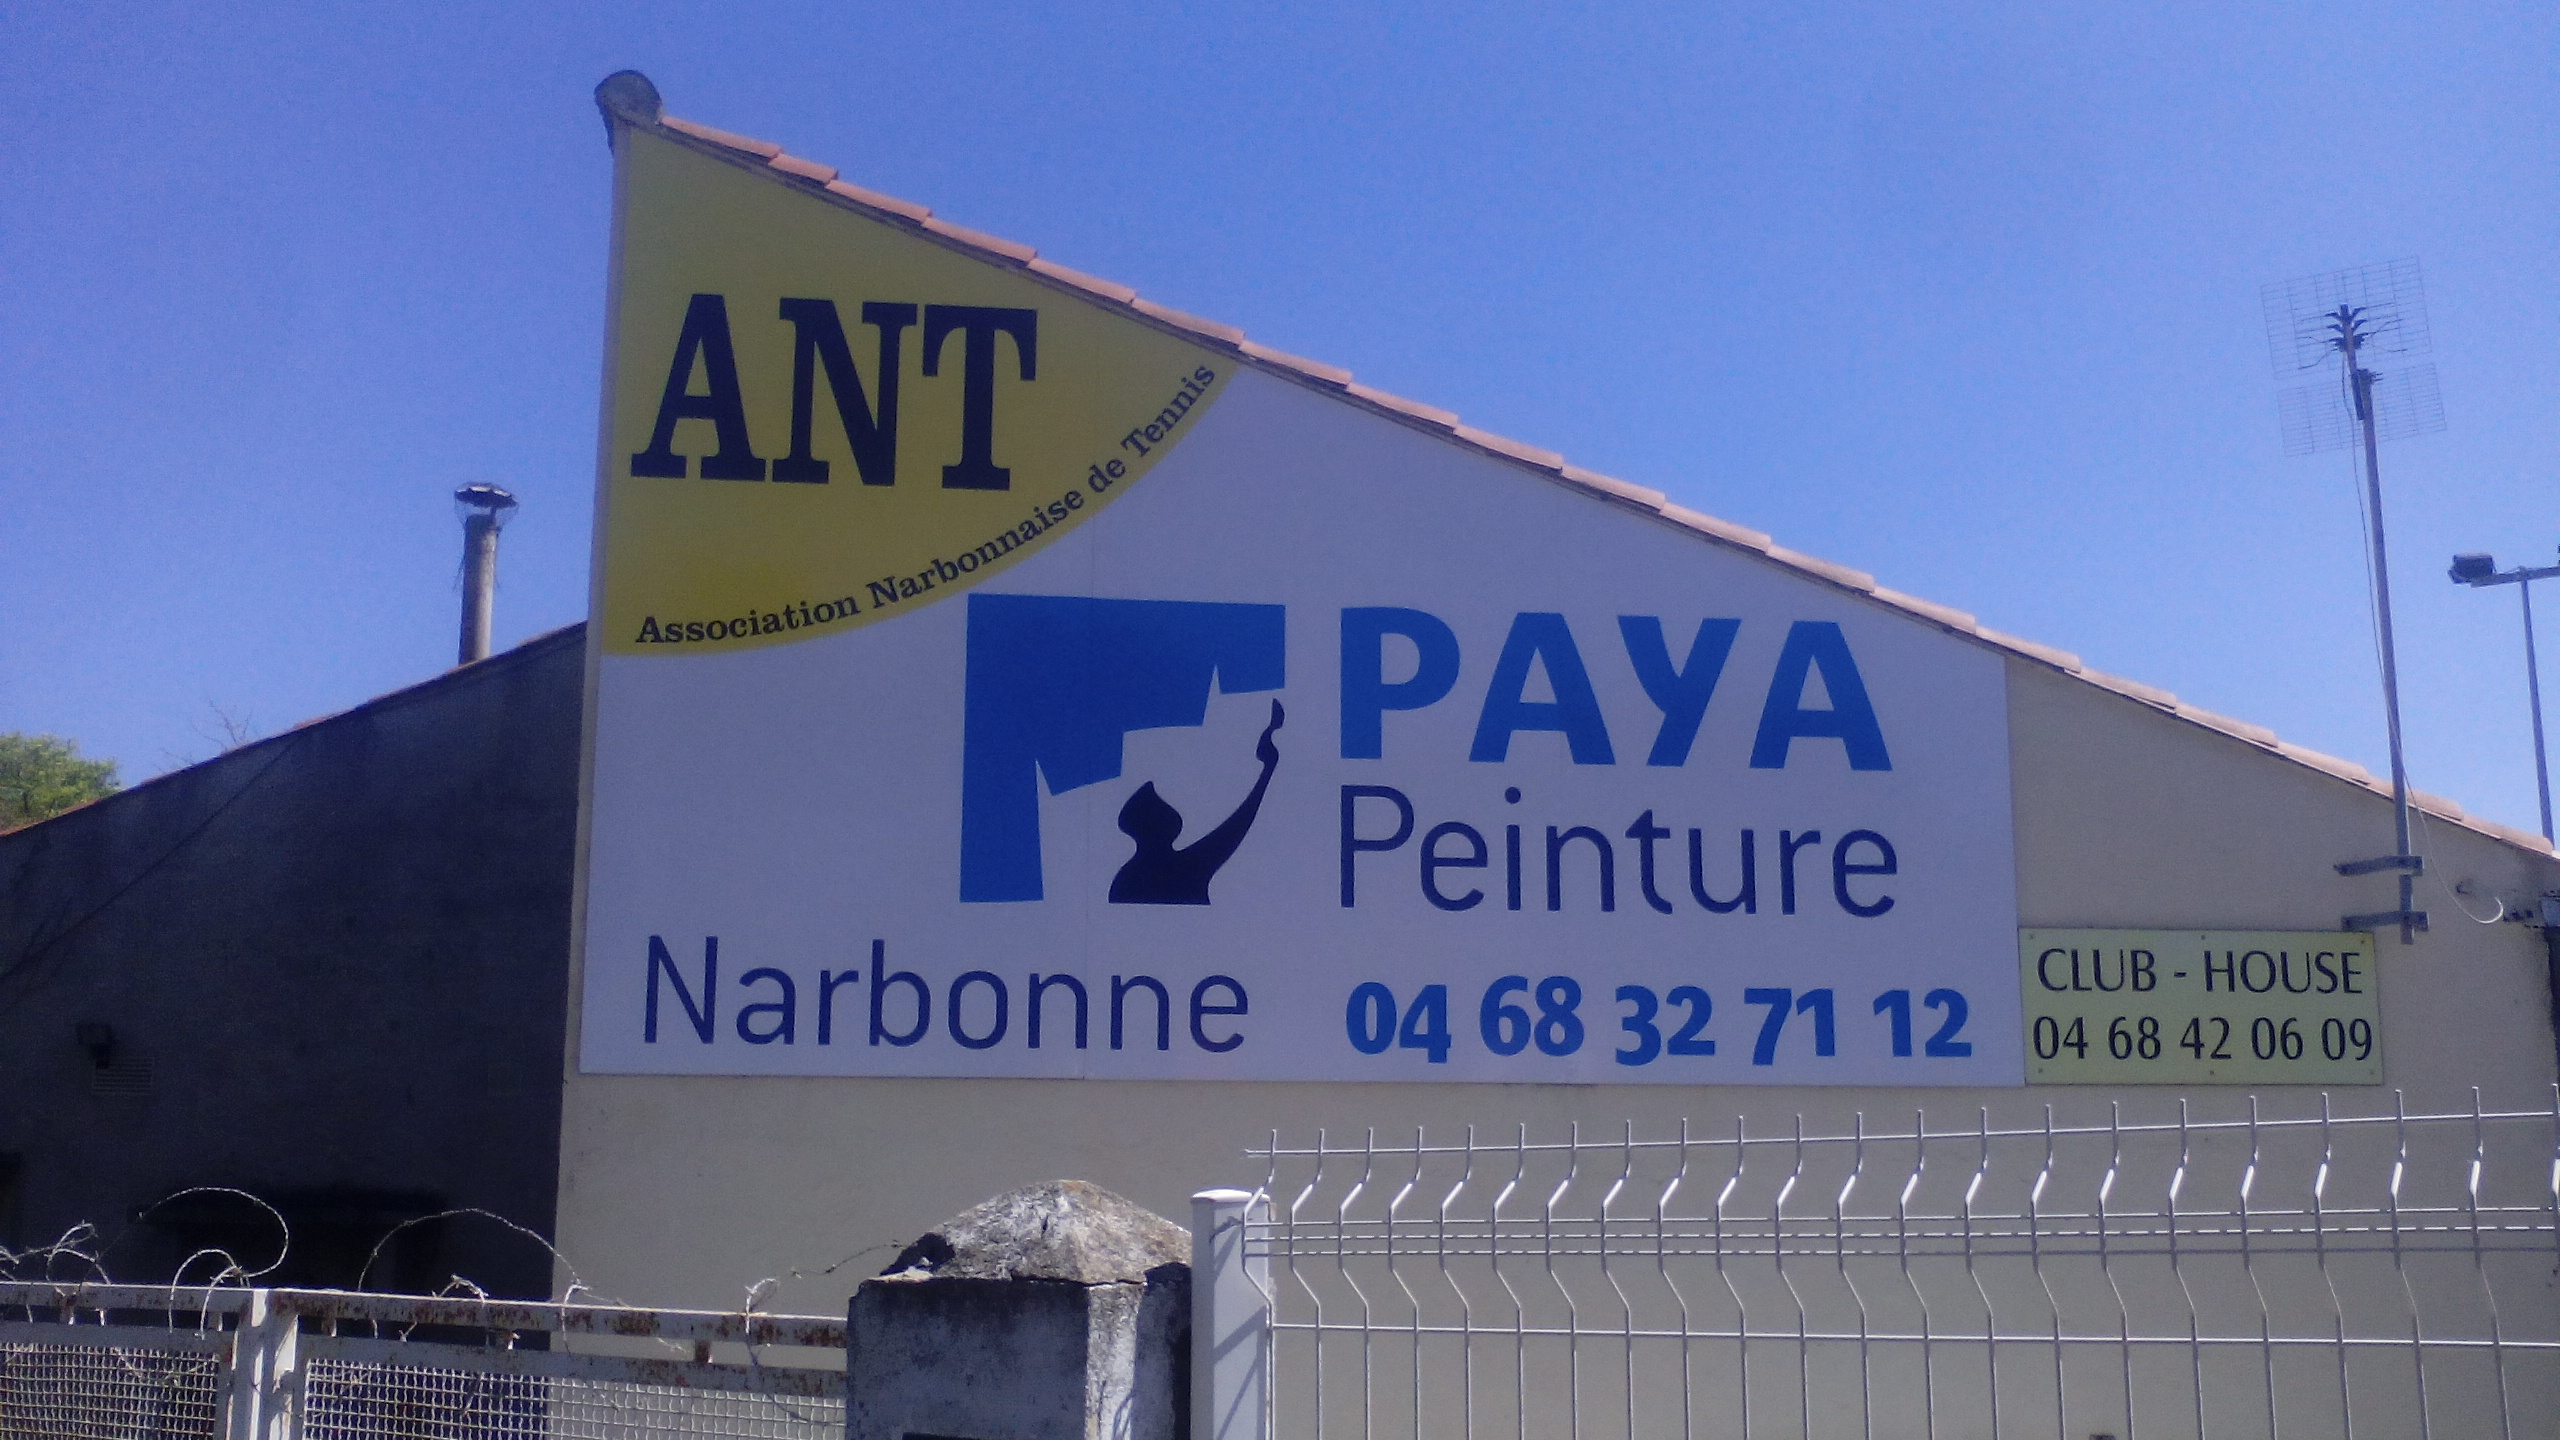 ANT
Association Narbonnaise de Tennis
PAYA
Peinture
Narbonne 04 68 32 71 12
CLUB - HOUSE
04 68 42 06 09